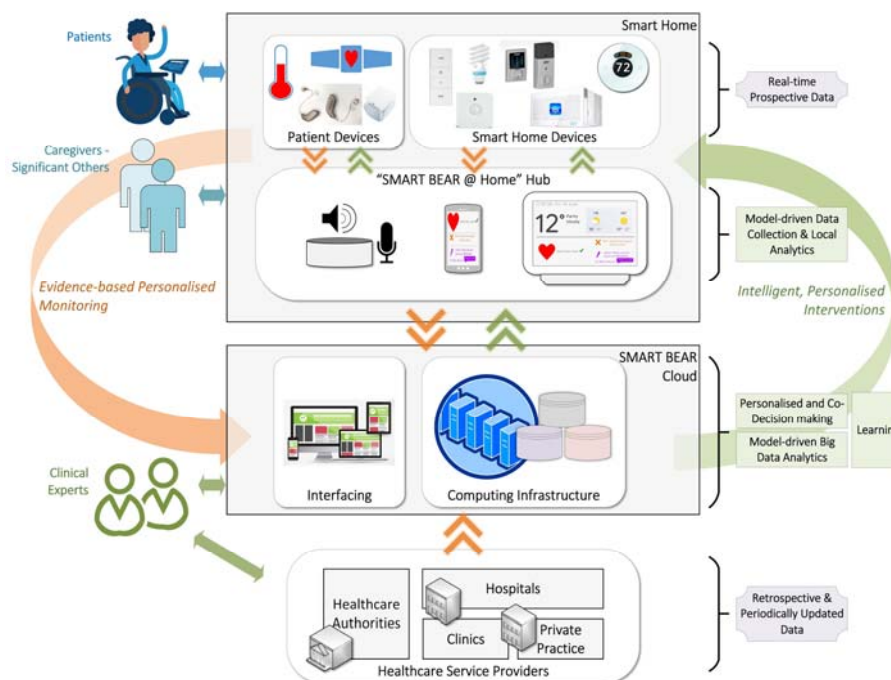 Smart Home
Patients
Patient Devices
72
Smart Home Devices
Real-time
Prospective Data
Caregivers -
Significant Others
"SMART BEAR @ Home" Hub
12
Model-driven Data
Collection & Local
Analytics
Evidence-based Personalised
Monitoring
Intelligent, Personalised
Interventions
SMART BEAR
Cloud
Interfacing
Computing Infrastructure
Personalised and Co-
Decision making
Model-driven Big
Data Analytics
Learnin
Clinical
Experts
Healthcare
Authorities
Hospitals
Clinics
Private
Practice
Healthcare Service Providers
Retrospective &
Periodically Updated
Data